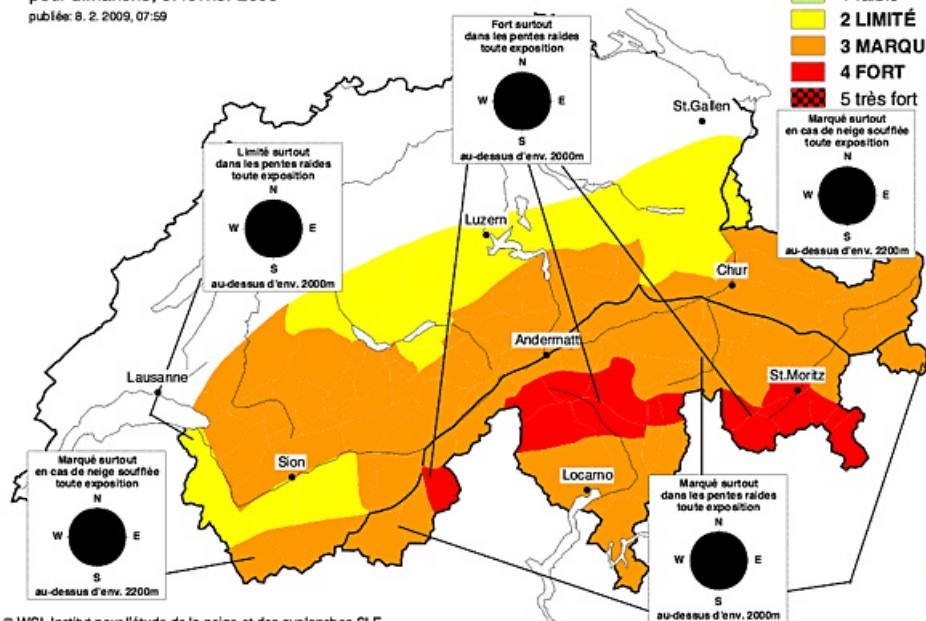 publiée: 8. 2. 2009, 07:59
2 LIMITÉ
3 MARQU
4 FORT
5 très fort
Fort surtout
dans les pentes raides
toute exposition
N
W E
S
au-dessus d'env. 2000m
St.Gallen
Marqué surtout
en cas de neige soufflée
toute exposition
N
W E
S
au-dessus d'env. 2200m
Limité surtout
dans les pentes raides
toute exposition
N
W E
S
au-dessus d'env. 2000m
Luzern
Chur
Andermatt
Lausanne
St.Moritz
Sion
Locarno
Marqué surtout
en cas de neige soufflée
toute exposition
N
W E
S
au-dessus d'env. 2200m
Marqué surtout
dans les pentes raides
toute exposition
N
W E
S
au-dessus d'env. 2000m